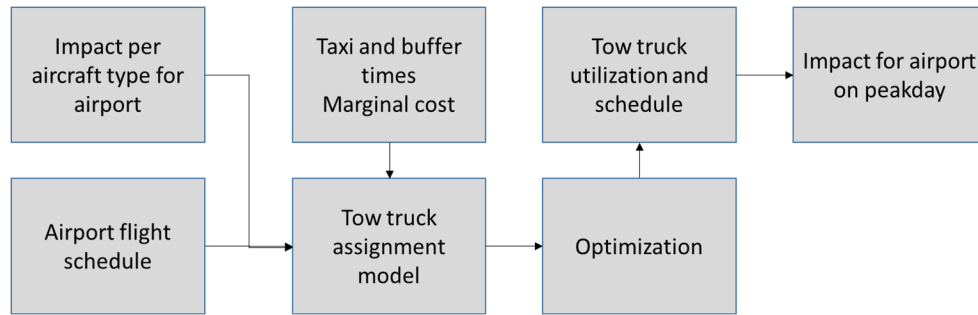 Impact per
aircraft type for
airport
Taxi and buffer
times
Marginal cost
Tow truck
utilization and
schedule
Impact for airport
on peakday
Airport flight
schedule
Tow truck
assignment
model
Optimization